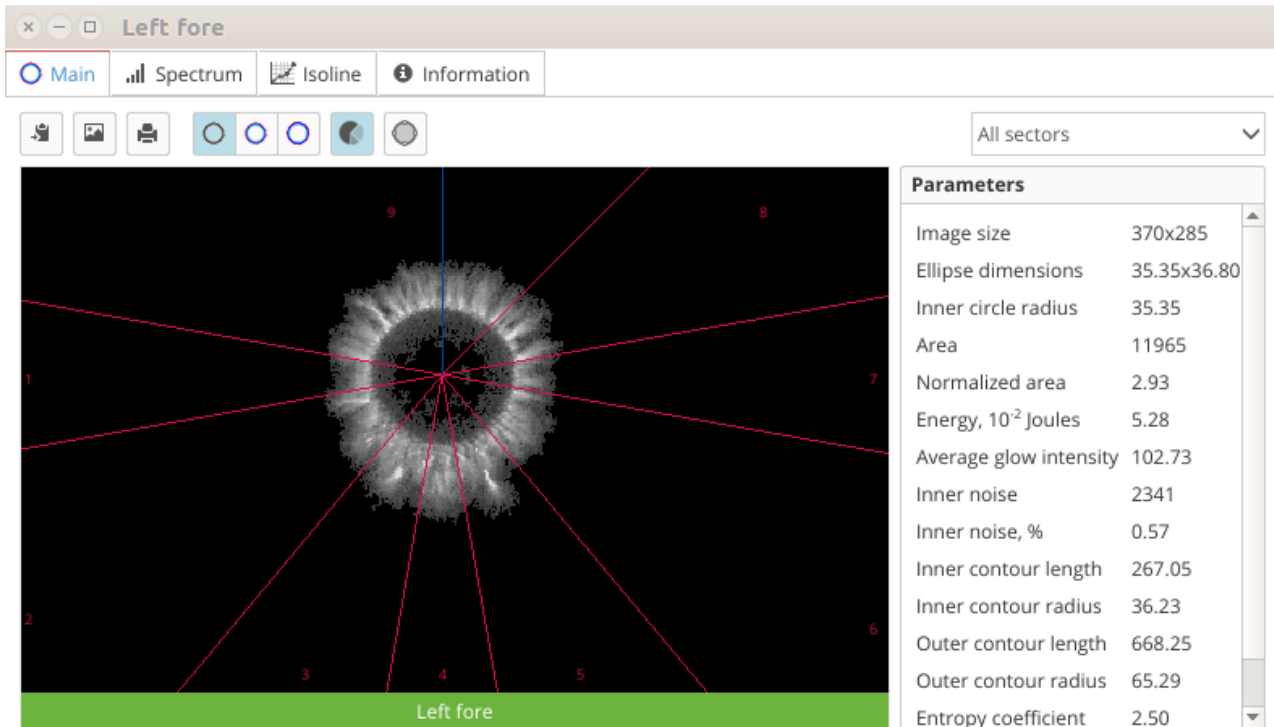 Left fore
Main Spectrum Isoline Information
All sectors
9 8
1 7
2 6
3 4 5
Left fore
Parameters
Image size 370x285
Ellipse dimensions 35.35x36.80
Inner circle radius 35.35
Area 11965
Normalized area 2.93
Energy, 10⁻² Joules 5.28
Average glow intensity 102.73
Inner noise 2341
Inner noise, % 0.57
Inner contour length 267.05
Inner contour radius 36.23
Outer contour length 668.25
Outer contour radius 65.29
Entropy coefficient 2.50